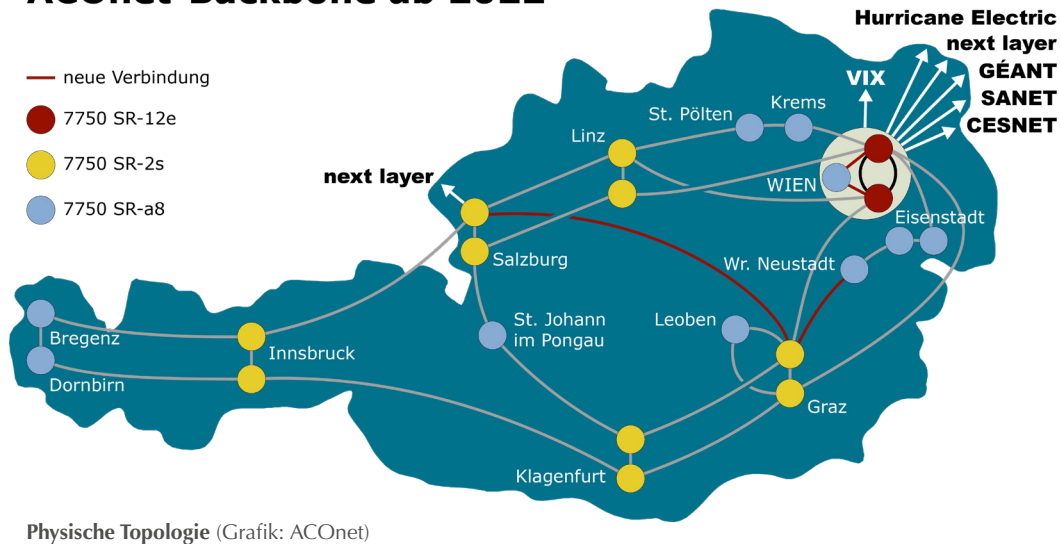 ACOnet-Backbone ab 2022
Hurricane Electric
next layer
GÉANT
SANET
CESNET
VIX
neue Verbindung
7750 SR-12e
7750 SR-2s
7750 SR-a8
next layer
Linz
St. Pölten
Krems
WIEN
Eisenstadt
Wr. Neustadt
Salzburg
St. Johann
im Pongau
Leoben
Bregenz
Dornbirn
Innsbruck
Graz
Klagenfurt
Physische Topologie (Grafik: ACOnet)